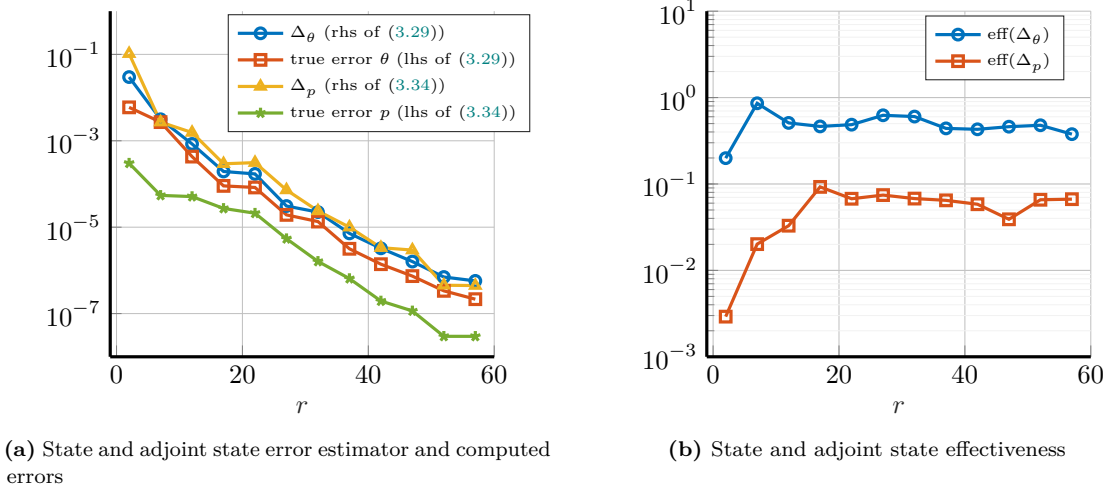 10^{-1}
10^{-3}
10^{-5}
10^{-7}
0
20
40
60
r
Δ_θ (rhs of (3.29))
true error θ (lhs of (3.29))
Δ_p (rhs of (3.34))
true error p (lhs of (3.34))
(a) State and adjoint state error estimator and computed
errors
10^1
10^0
10^{-1}
10^{-2}
10^{-3}
0
20
40
60
r
eff(Δ_θ)
eff(Δ_p)
(b) State and adjoint state effectiveness